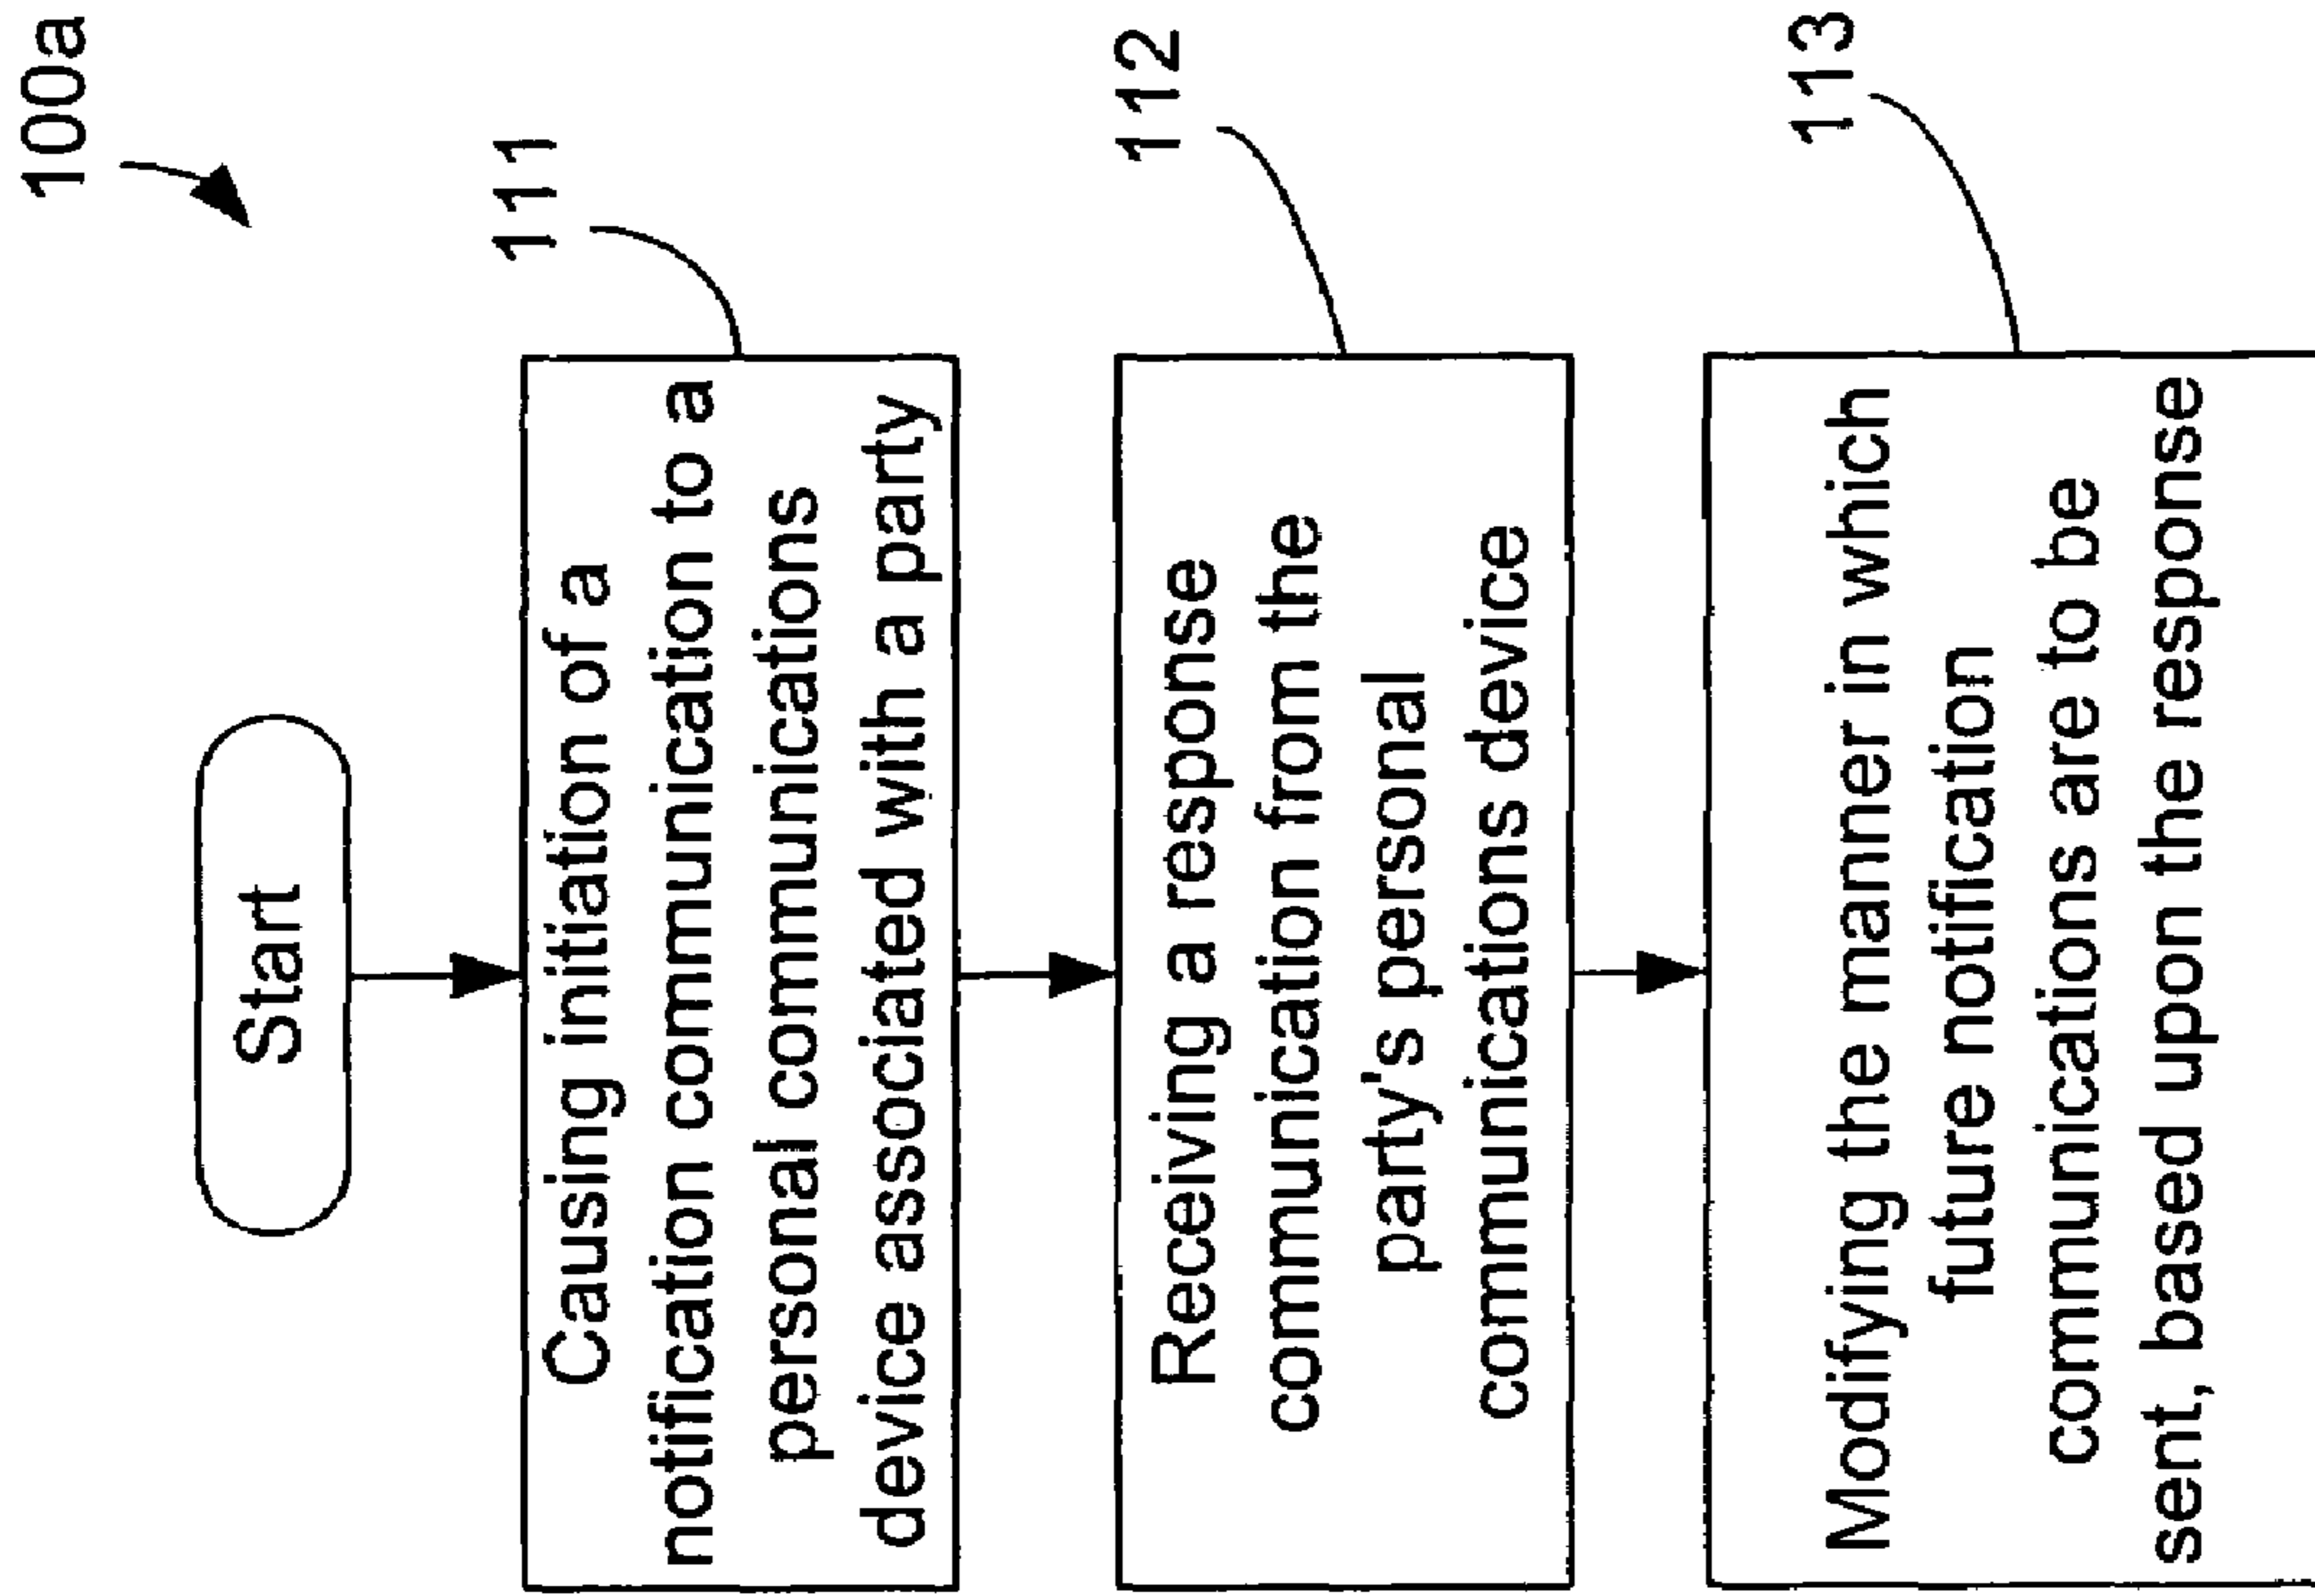 100a
Start
111
Causing initiation of a
notification communication to a
personal communications
device associated with a party
112
Receiving a response
communication from the
party's personal
communications device
113
Modifying the manner in which
future notification
communications are to be
sent, based upon the response